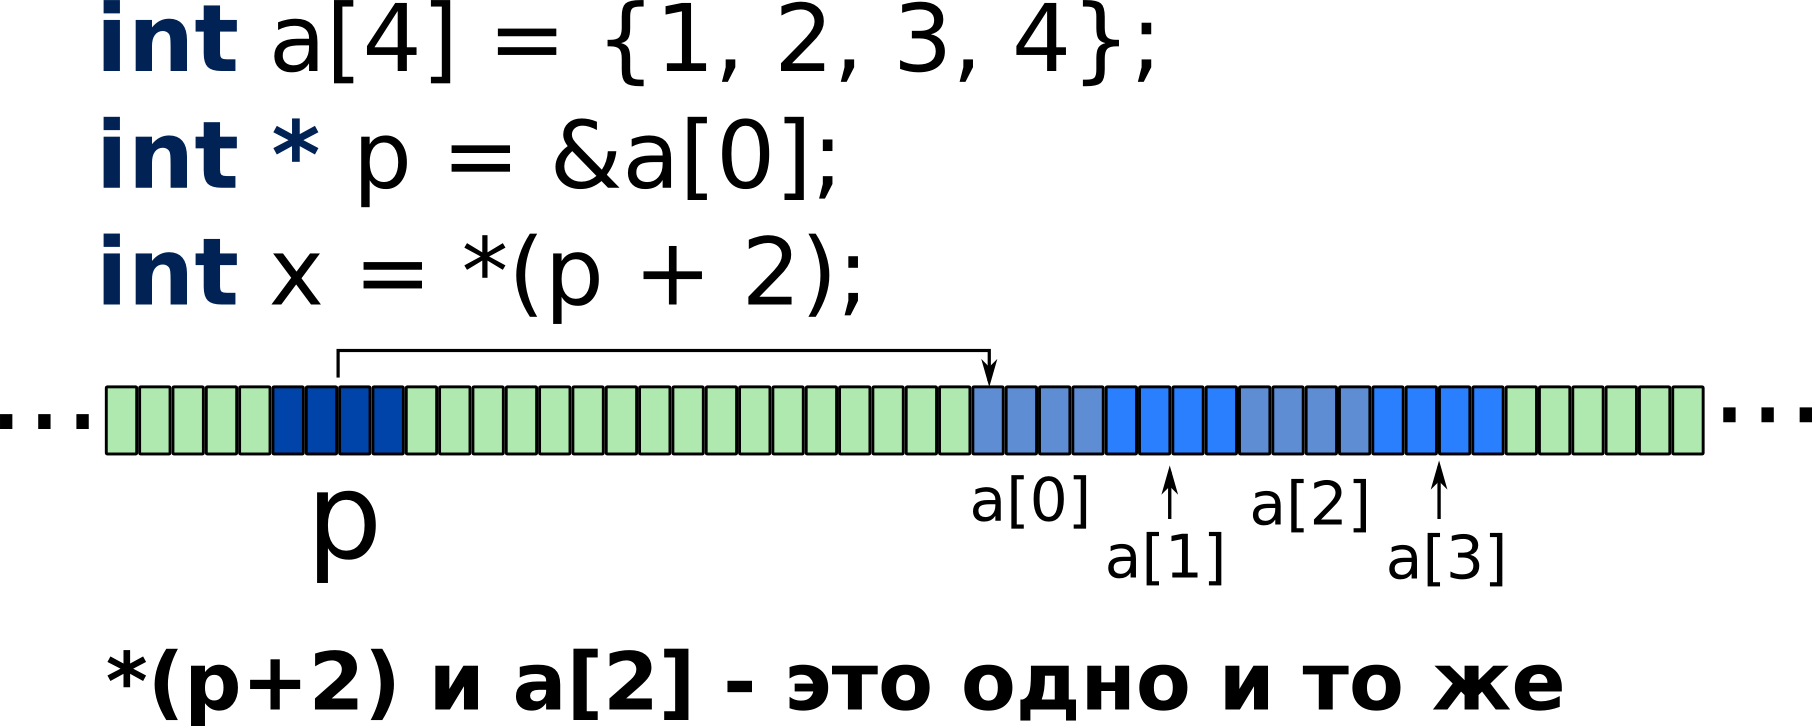 int a[4] = {1, 2, 3, 4};
int * p = &a[0];
int x = *(p + 2);
... ...
p
a[0] a[2]
a[1] a[3]
*(p+2) и a[2] - это одно и то же